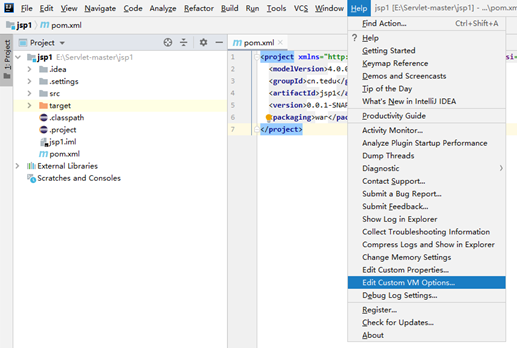 File Edit View Navigate Code Analyze Refactor Build Run Tools VCS Window Help jsp1 [E:\Servlet-master\jsp1] - ...\pom.xm
jsp1 pom.xml
1: Project
Project
pom.xml
jsp1 E:\Servlet-master\jsp1
.idea
.settings
src
target
.classpath
.project
jsp1.iml
pom.xml
External Libraries
Scratches and Consoles
1 <project xmlns="http:
2 <modelVersion>4.0.0
3 <groupId>cn.tedu</g
4 <artifactId>jsp1</a
5 <version>0.0.1-SNAP
6 <packaging>war</pac
7 </project>
Find Action... Ctrl+Shift+A
? Help
Getting Started
Keymap Reference
Demos and Screencasts
Tip of the Day
What's New in IntelliJ IDEA
Productivity Guide
Activity Monitor...
Analyze Plugin Startup Performance
Dump Threads
Diagnostic
Contact Support...
Submit a Bug Report...
Submit Feedback...
Show Log in Explorer
Collect Troubleshooting Information
Compress Logs and Show in Explorer
Change Memory Settings
Edit Custom Properties...
Edit Custom VM Options...
Debug Log Settings...
Register...
Check for Updates...
About